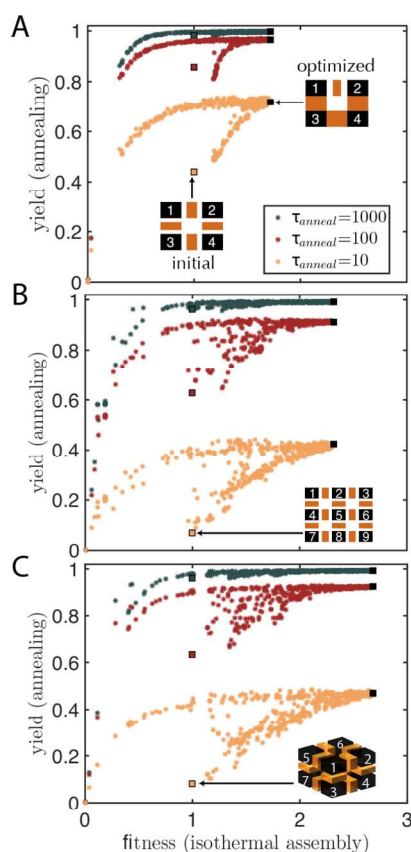 A
yield (annealing)
1
0.8
0.6
0.4
0.2
0
optimized
1 2
3 4
1 2
3 4
initial
τanneal=1000
τanneal=100
τanneal=10
B
yield (annealing)
1
0.8
0.6
0.4
0.2
0
1 2 3
4 5 6
7 8 9
C
yield (annealing)
1
0.8
0.6
0.4
0.2
0
6
5 1 2
7 3 4
0 1 2 3
fitness (isothermal assembly)